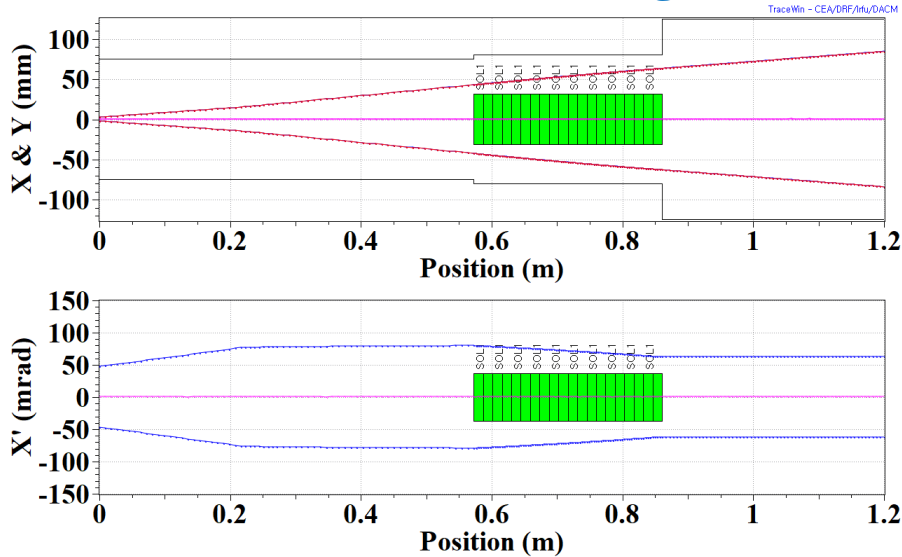 TraceWin - CEA/DRF/Irfu/DACM
X & Y (mm)
100
50
0
-50
-100
SOL1 SOL1 SOL1 SOL1 SOL1 SOL1 SOL1 SOL1 SOL1 SOL1
0 0.2 0.4 0.6 0.8 1 1.2
Position (m)
X' (mrad)
150
100
50
0
-50
-100
-150
SOL1 SOL1 SOL1 SOL1 SOL1 SOL1 SOL1 SOL1 SOL1 SOL1
0 0.2 0.4 0.6 0.8 1 1.2
Position (m)